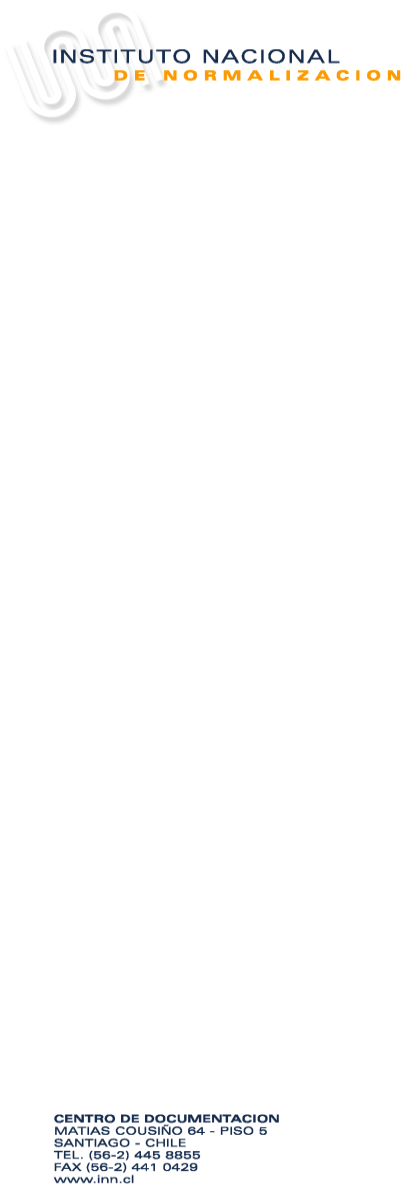 INSTITUTO NACIONAL
DE NORMALIZACION
CENTRO DE DOCUMENTACION
MATIAS COUSIÑO 64 - PISO 5
SANTIAGO - CHILE
TEL. (56-2) 445 8855
FAX (56-2) 441 0429
www.inn.cl